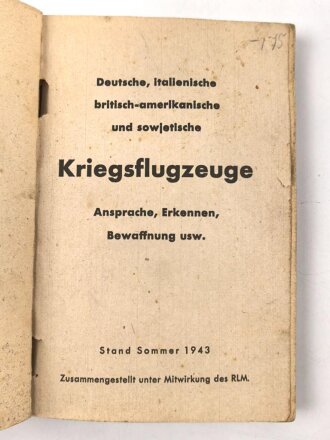 Deutsche, italienische
britisch-amerikanische
und sowjetische
Kriegsflugzeuge
Ansprache, Erkennen,
Bewaffnung usw.
Stand Sommer 1943
Zusammengestellt unter Mitwirkung des RLM.